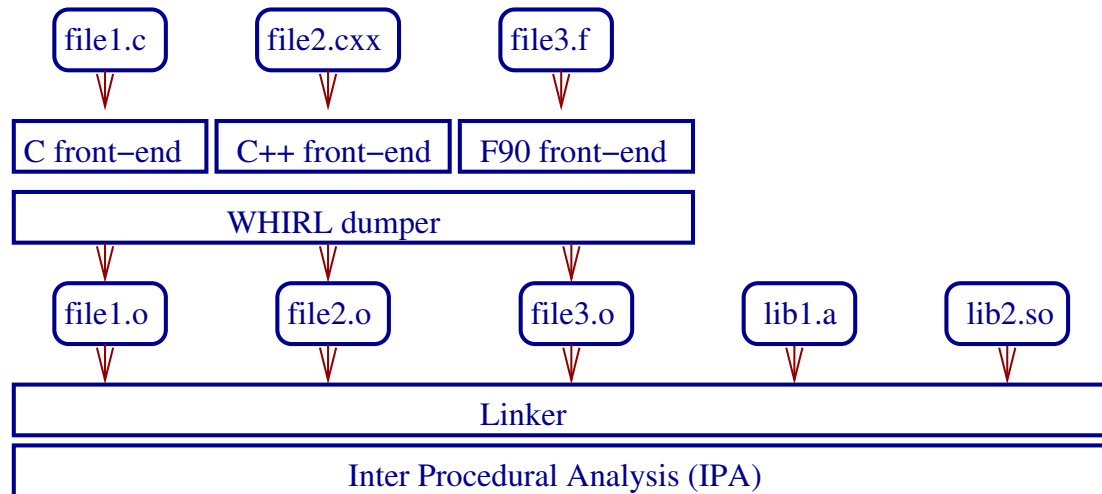 file1.c
file2.cxx
file3.f
C front−end
C++ front−end
F90 front−end
WHIRL dumper
file1.o
file2.o
file3.o
lib1.a
lib2.so
Linker
Inter Procedural Analysis (IPA)